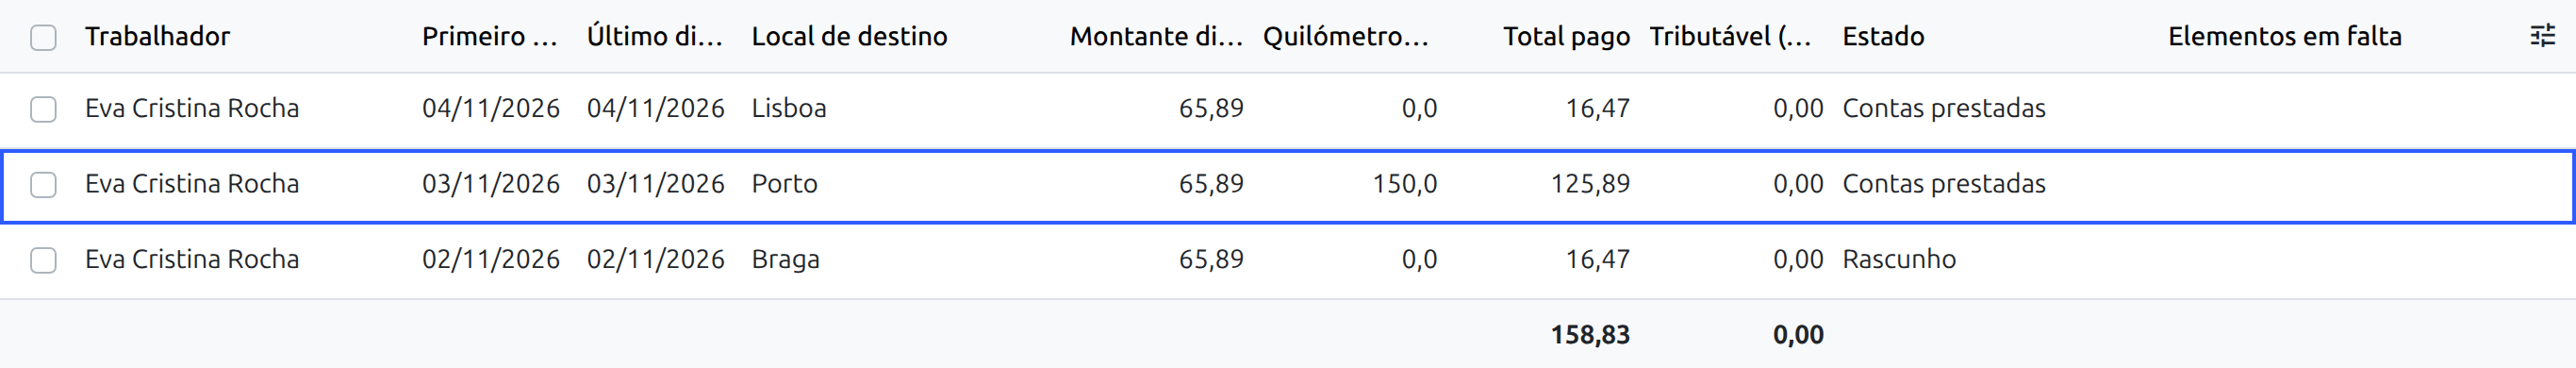 Trabalhador Primeiro ... Último di... Local de destino Montante di... Quilómetro... Total pago Tributável (... Estado Elementos em falta
Eva Cristina Rocha 04/11/2026 04/11/2026 Lisboa 65,89 0,0 16,47 0,00 Contas prestadas
Eva Cristina Rocha 03/11/2026 03/11/2026 Porto 65,89 150,0 125,89 0,00 Contas prestadas
Eva Cristina Rocha 02/11/2026 02/11/2026 Braga 65,89 0,0 16,47 0,00 Rascunho
158,83 0,00